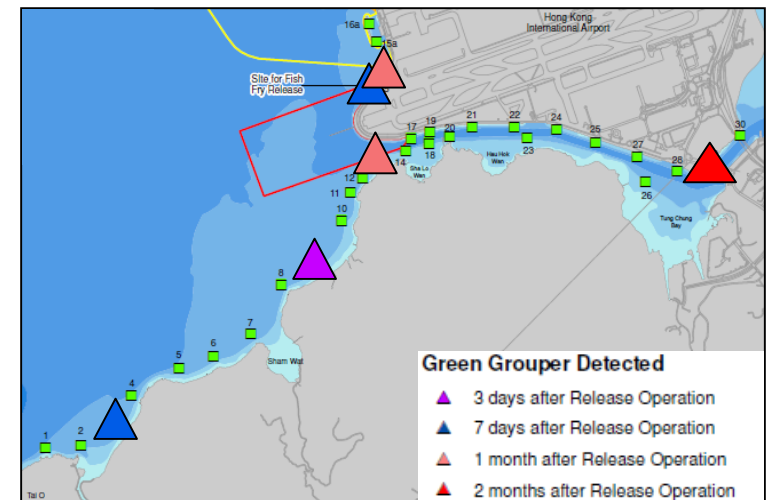 16a
15a
Hong Kong
International Airport
Site for Fish
Fry Release
17
19
20
21
22
24
23
25
27
28
30
14
18
Sha Lo
Wan
Hau Hok
Wan
12
11
26
10
Tung Chung
Bay
8
7
6
5
Sham Wat
4
2
1
Tai O
Green Grouper Detected
3 days after Release Operation
7 days after Release Operation
1 month after Release Operation
2 months after Release Operation